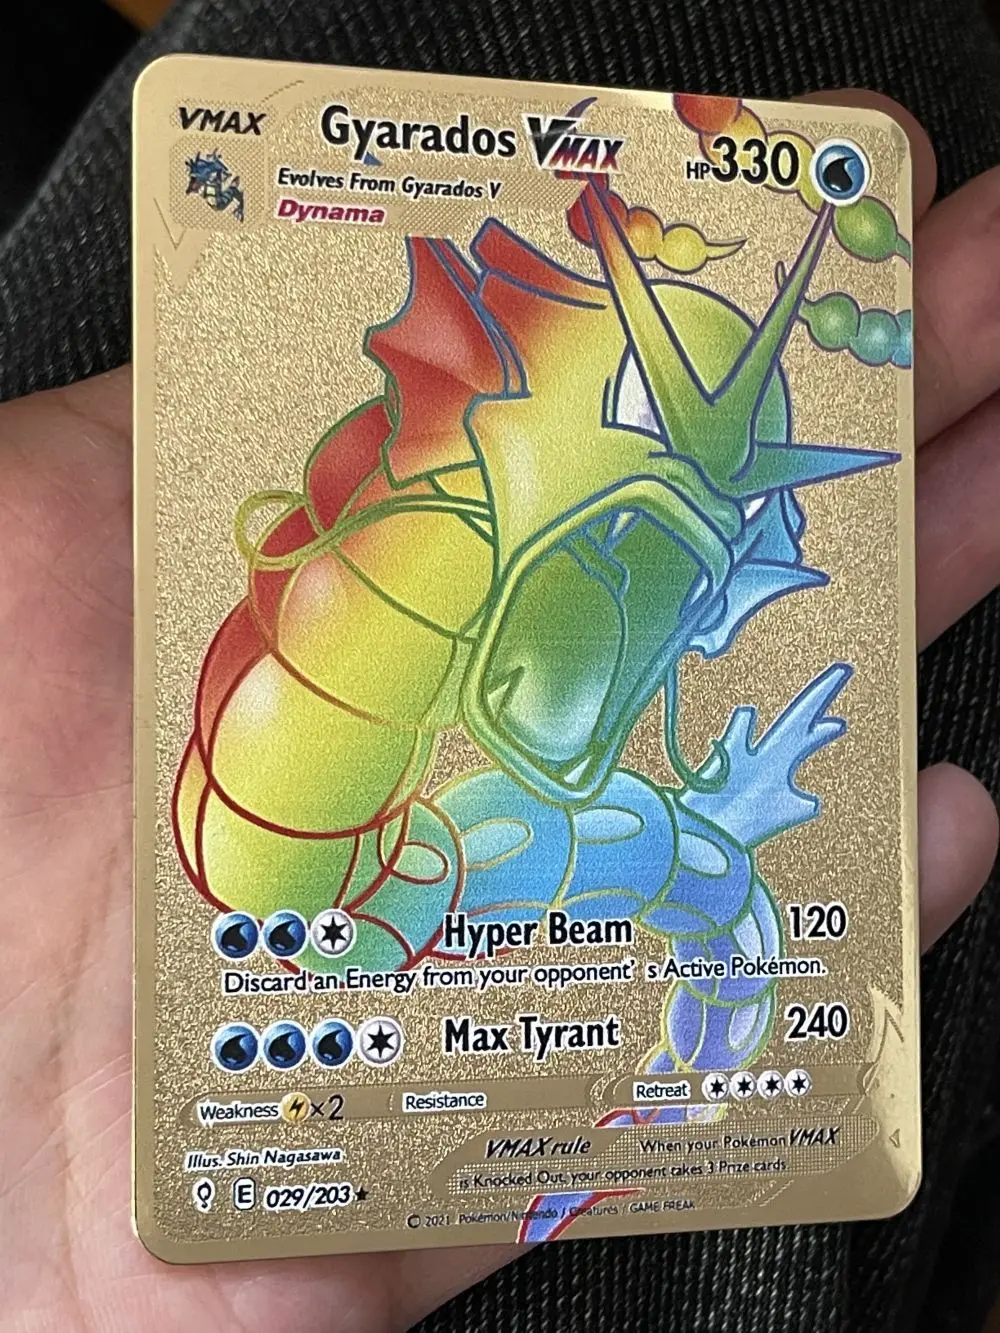 VMAX
Gyarados VMAX
HP 330
Evolves From Gyarados V
Dynama
Hyper Beam 120
Discard an Energy from your opponent' s Active Pokémon.
Max Tyrant 240
Weakness ×2
Resistance
Retreat
VMAX rule When your Pokémon VMAX
is Knocked Out, your opponent takes 3 Prize cards
Illus. Shin Nagasawa
E 029/203
© 2021 Pokémon/Nintendo / Creatures / GAME FREAK